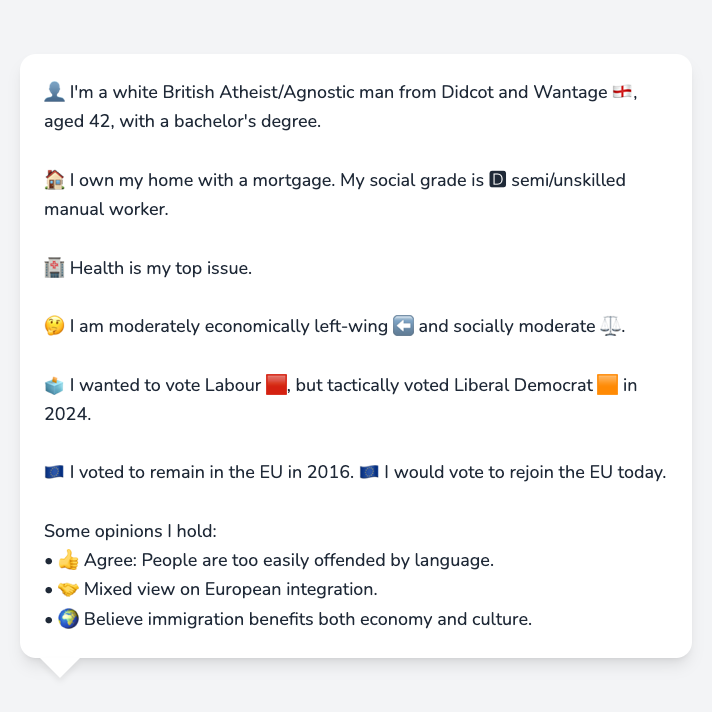 👤 I'm a white British Atheist/Agnostic man from Didcot and Wantage 🏴󠁧󠁢󠁥󠁮󠁧󠁿,
aged 42, with a bachelor's degree.
🏠 I own my home with a mortgage. My social grade is 🅳 semi/unskilled
manual worker.
🏥 Health is my top issue.
🤔 I am moderately economically left-wing ⬅️ and socially moderate ⚖️.
🗳️ I wanted to vote Labour 🟥, but tactically voted Liberal Democrat 🟧 in
2024.
🇪🇺 I voted to remain in the EU in 2016. 🇪🇺 I would vote to rejoin the EU today.
Some opinions I hold:
• 👍 Agree: People are too easily offended by language.
• 🤝 Mixed view on European integration.
• 🌍 Believe immigration benefits both economy and culture.